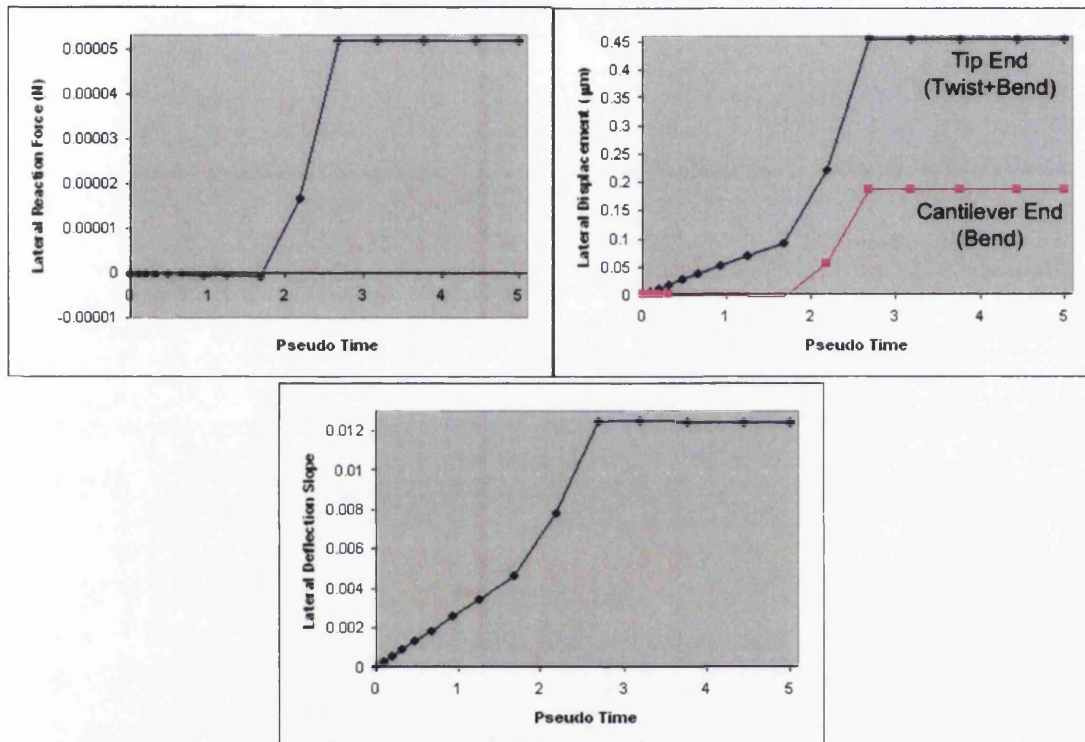 0.00005
0.00004
0.00003
0.00002
0.00001
0
-0.00001
Lateral Reaction Force (N)
0 1 2 3 4 5
Pseudo Time
0.45
0.4
0.35
0.3
0.25
0.2
0.15
0.1
0.05
0
Lateral Displacement (µm)
Tip End
(Twist+Bend)
Cantilever End
(Bend)
0 1 2 3 4 5
Pseudo Time
0.012
0.01
0.008
0.006
0.004
0.002
0
Lateral Deflection Slope
0 1 2 3 4 5
Pseudo Time